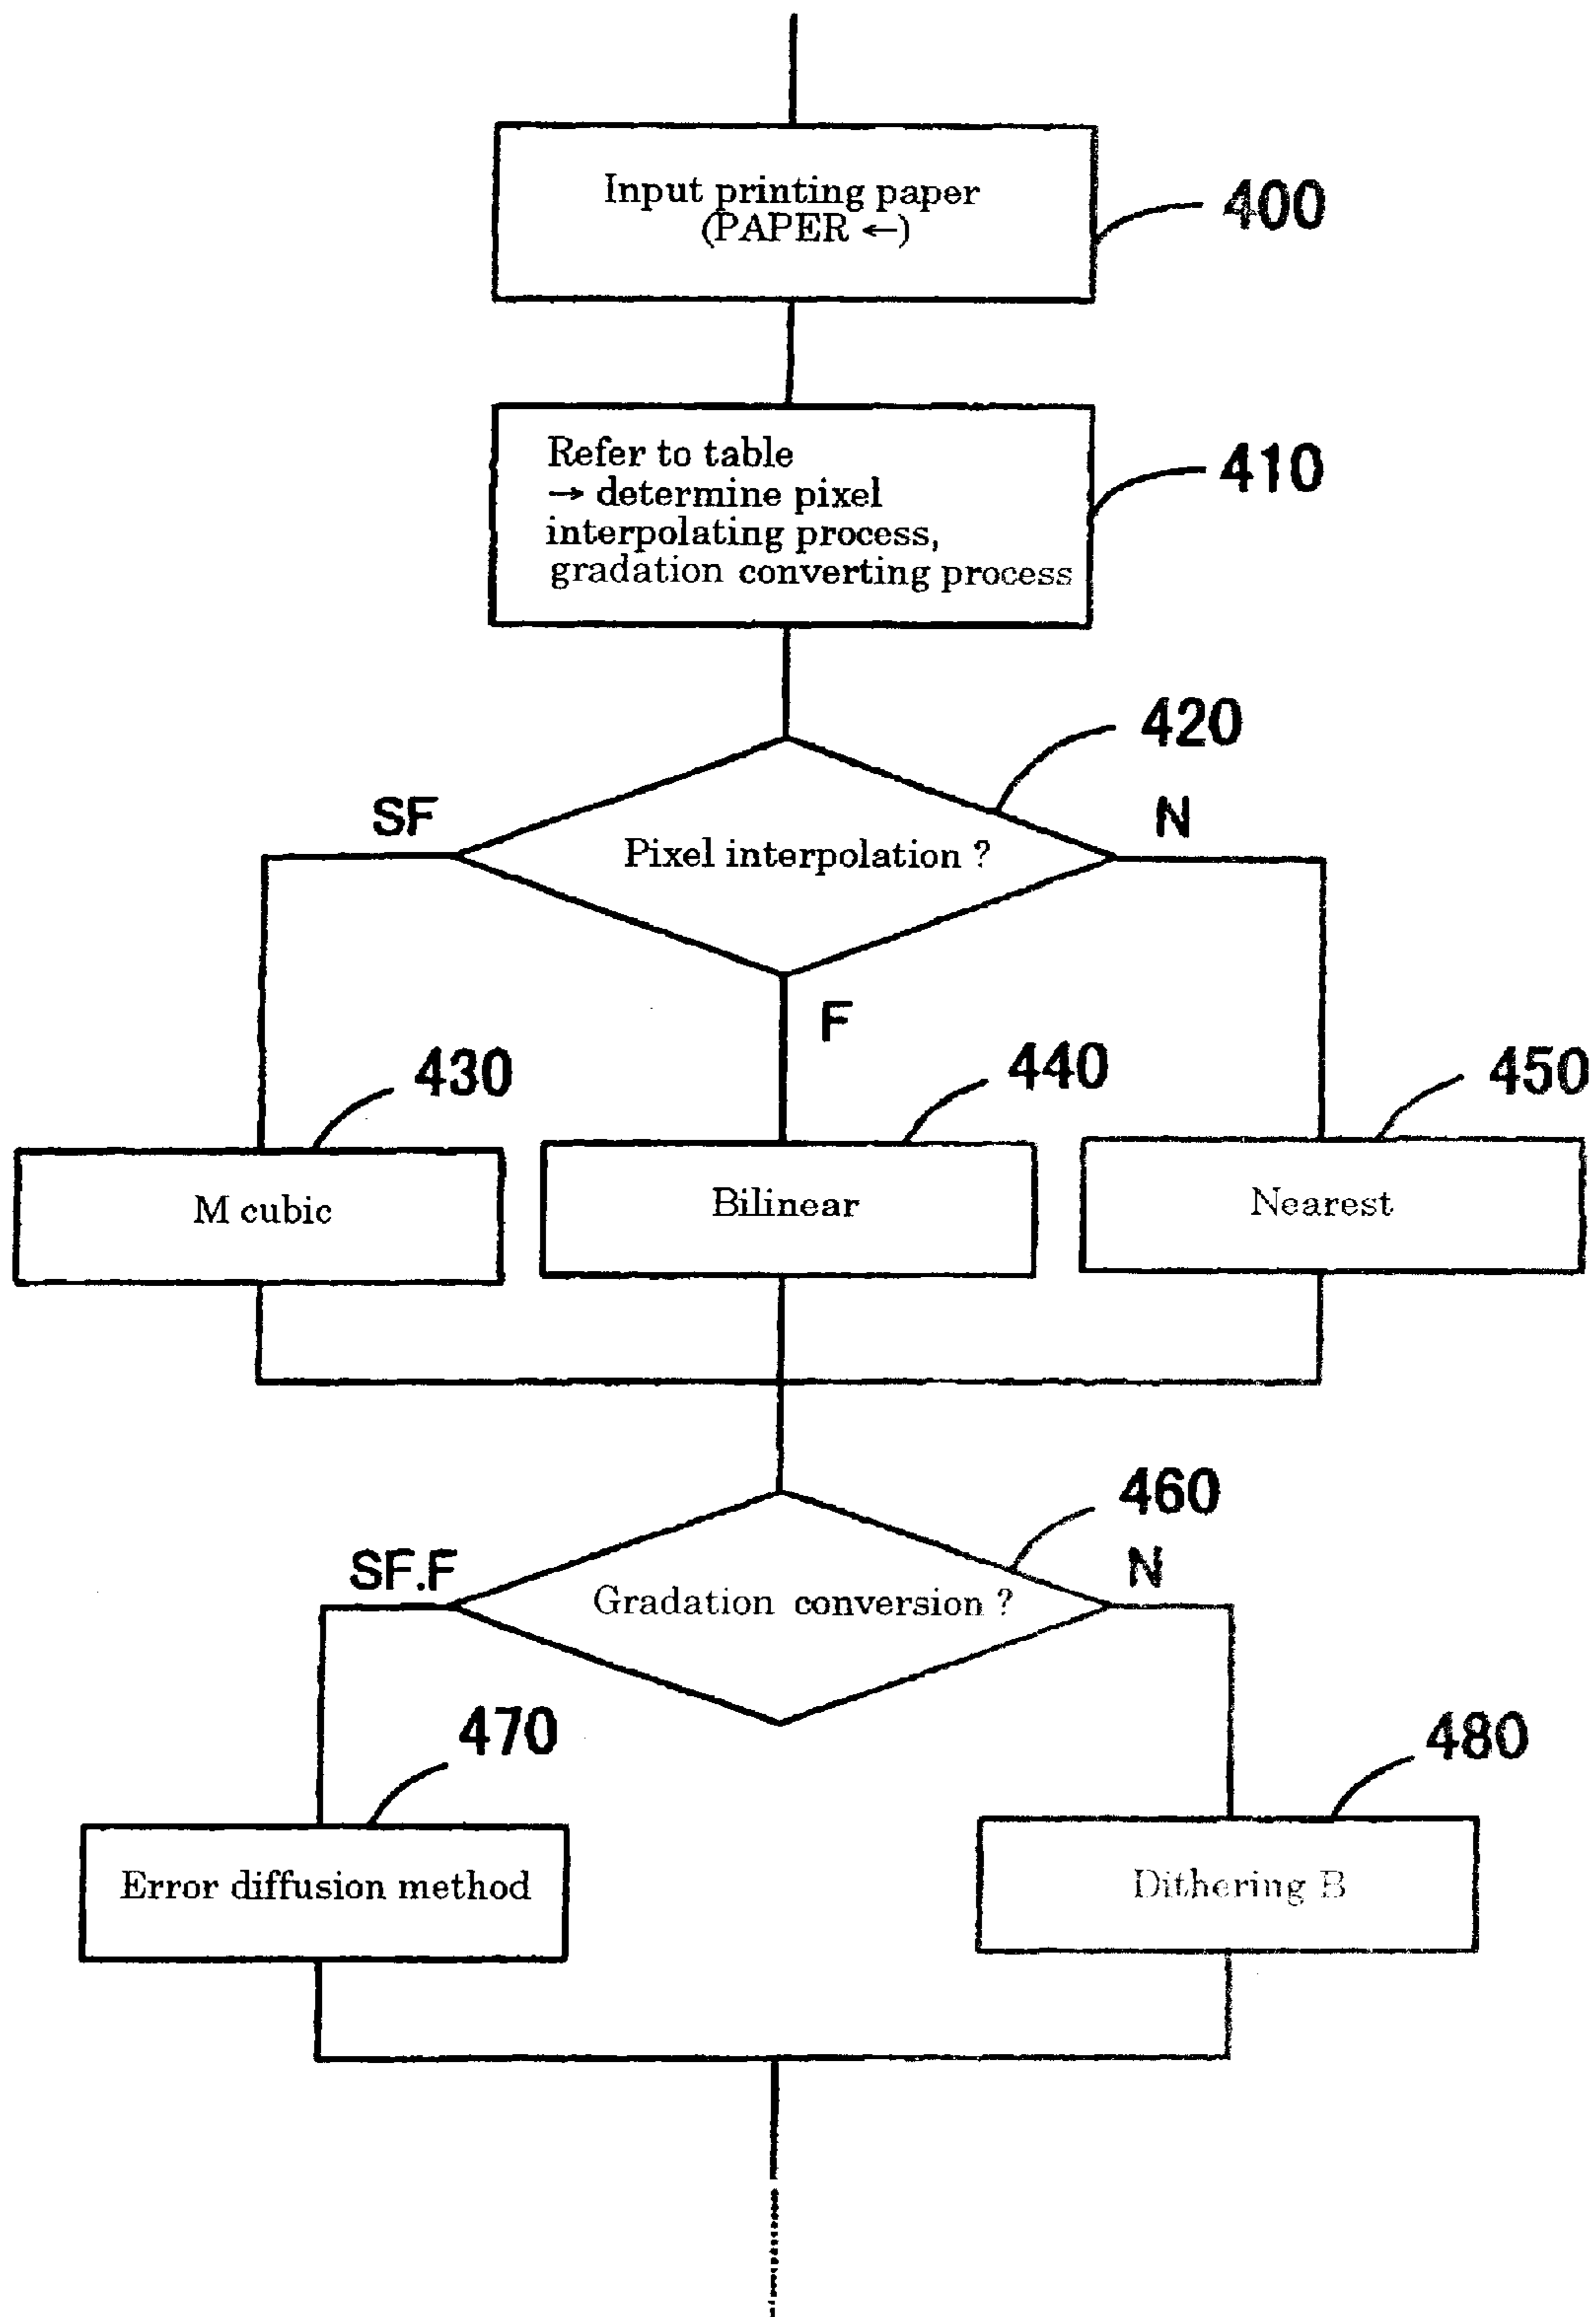 Input printing paper
(PAPER ←)
400
Refer to table
→ determine pixel
interpolating process,
gradation converting process
410
420
SF
N
Pixel interpolation ?
F
430
440
450
M cubic
Bilinear
Nearest
460
SF.F
N
Gradation conversion ?
470
480
Error diffusion method
Dithering B